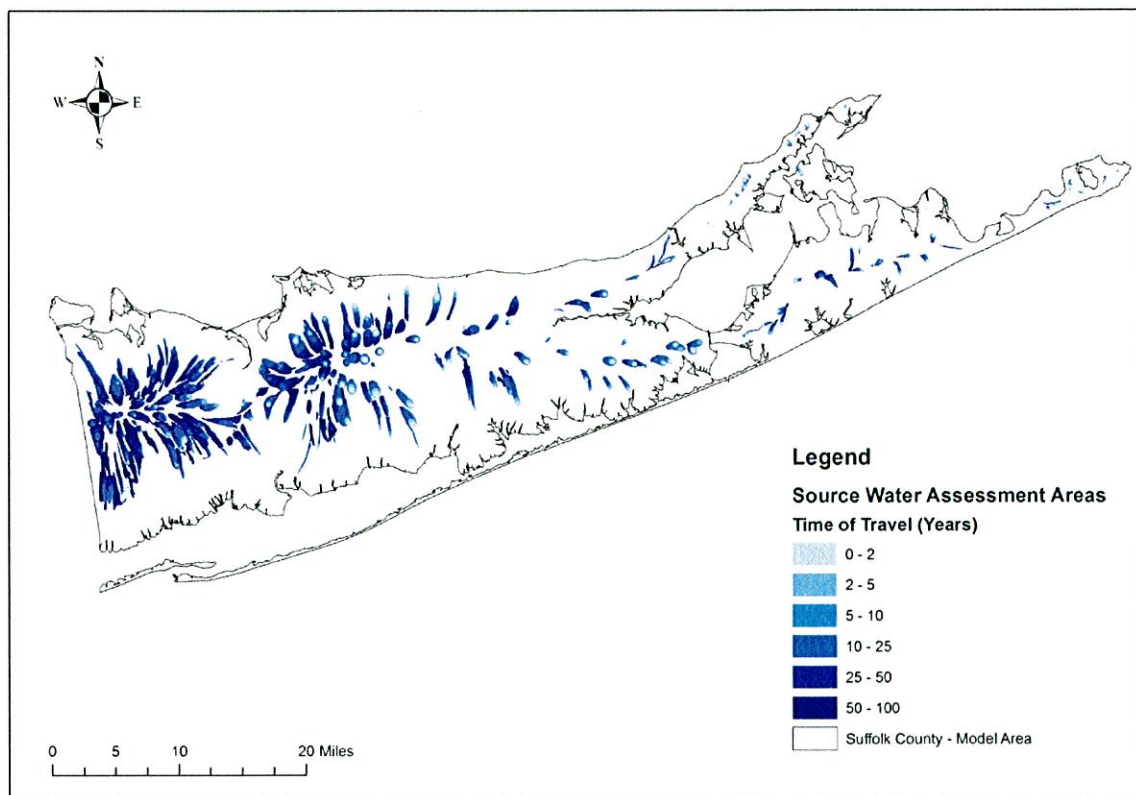 N
W E
S
Legend
Source Water Assessment Areas
Time of Travel (Years)
0 - 2
2 - 5
5 - 10
10 - 25
25 - 50
50 - 100
Suffolk County - Model Area
0 5 10 20 Miles